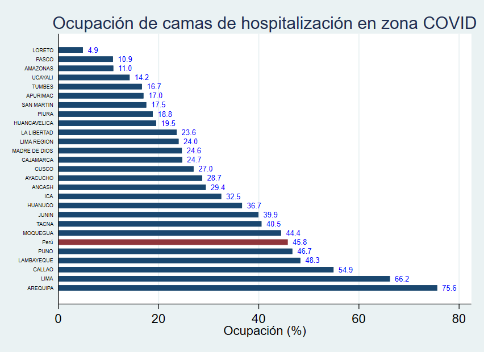 Ocupación de camas de hospitalización en zona COVID
LORETO 4.9
PASCO 10.9
AMAZONAS 11.0
UCAYALI 14.2
TUMBES 16.7
APURIMAC 17.0
SAN MARTIN 17.5
PIURA 18.8
HUANCAVELICA 19.5
LA LIBERTAD 23.6
LIMA REGION 24.0
MADRE DE DIOS 24.6
CAJAMARCA 24.7
CUSCO 27.0
AYACUCHO 28.7
ANCASH 29.4
ICA 32.5
HUANUCO 36.7
JUNIN 39.9
TACNA 40.5
MOQUEGUA 44.4
Perú 45.8
PUNO 46.7
LAMBAYEQUE 48.3
CALLAO 54.9
LIMA 66.2
AREQUIPA 75.6
0 20 40 60 80
Ocupación (%)